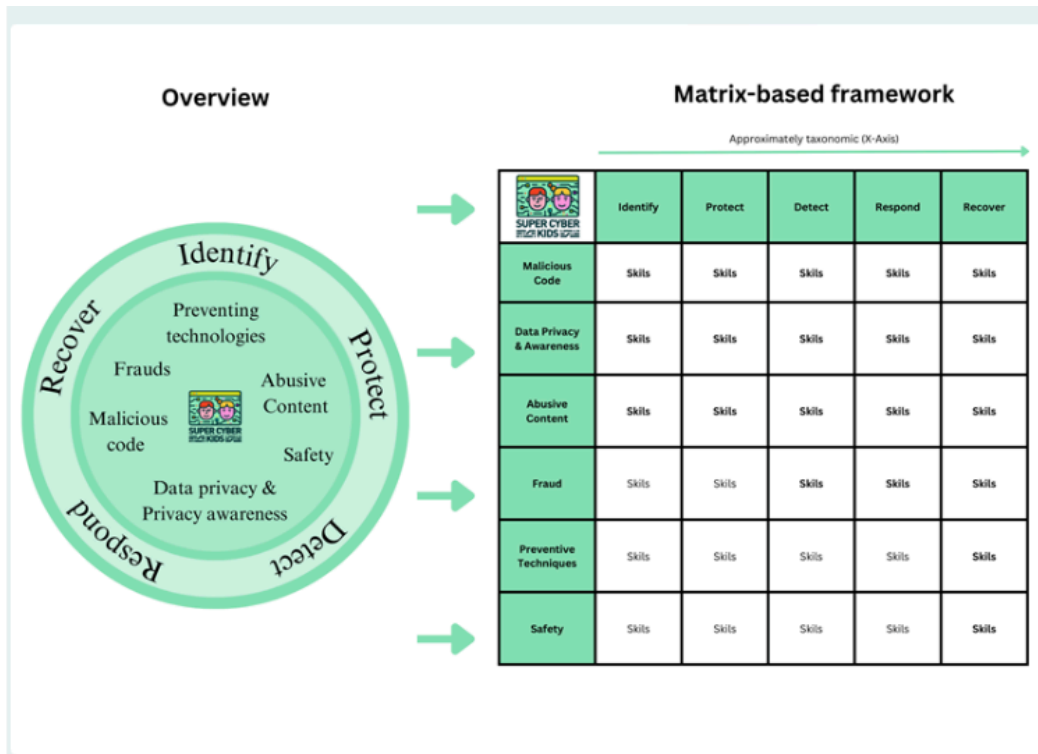 Overview
Identify
Protect
Detect
Respond
Recover
Preventing
technologies
Frauds
Abusive
Content
Malicious
code
SUPER CYBER
KIDS
Safety
Data privacy &
Privacy awareness
Matrix-based framework
Approximately taxonomic (X-Axis)
SUPER CYBER
KIDS
Identify Protect Detect Respond Recover
Malicious
Code
Skils Skils Skils Skils Skils
Data Privacy
& Awareness
Skils Skils Skils Skils Skils
Abusive
Content
Skils Skils Skils Skils Skils
Fraud Skils Skils Skils Skils Skils
Preventive
Techniques
Skils Skils Skils Skils Skils
Safety Skils Skils Skils Skils Skils